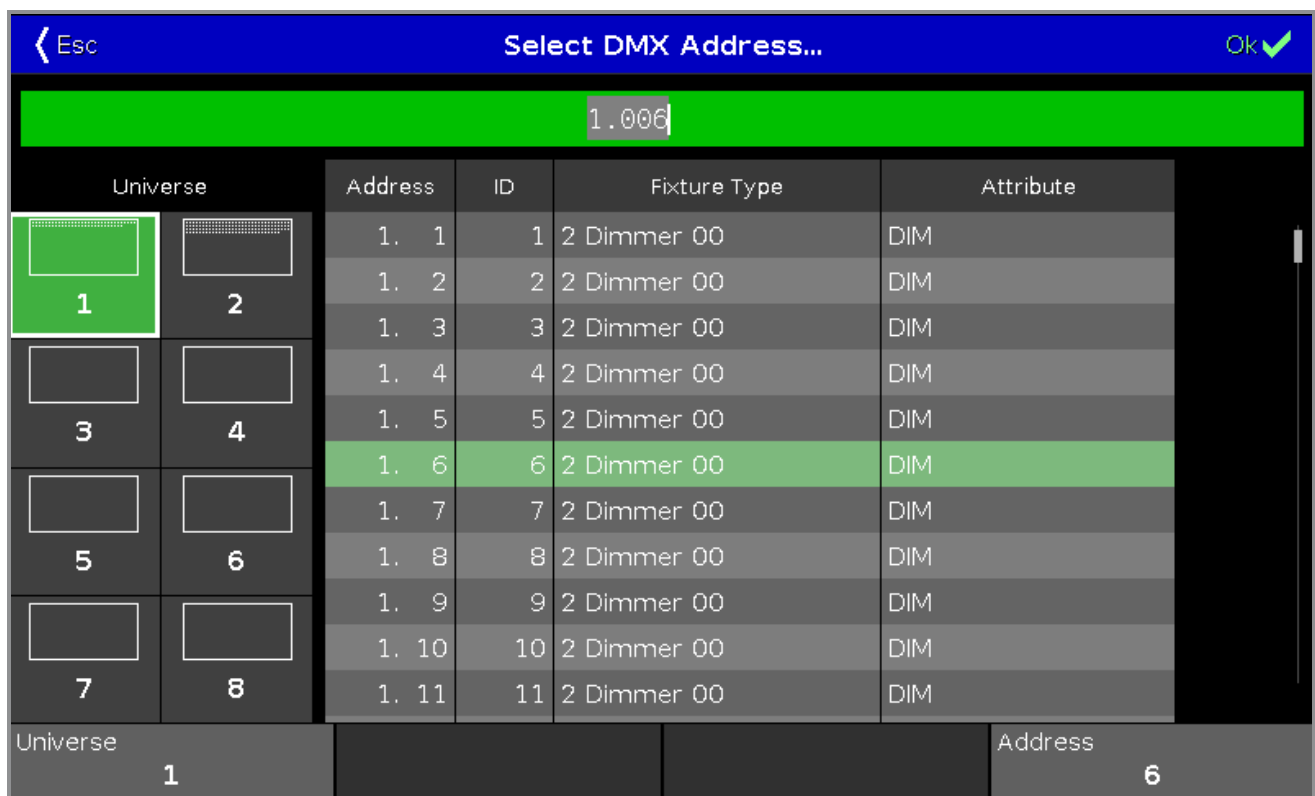 Esc Select DMX Address... Ok
1.006
Universe Address ID Fixture Type Attribute
1. 1 1 2 Dimmer 00 DIM
1. 2 2 2 Dimmer 00 DIM
1 2
1. 3 3 2 Dimmer 00 DIM
1. 4 4 2 Dimmer 00 DIM
3 4
1. 5 5 2 Dimmer 00 DIM
1. 6 6 2 Dimmer 00 DIM
1. 7 7 2 Dimmer 00 DIM
5 6
1. 8 8 2 Dimmer 00 DIM
1. 9 9 2 Dimmer 00 DIM
1. 10 10 2 Dimmer 00 DIM
7 8
1. 11 11 2 Dimmer 00 DIM
Universe Address
1 6